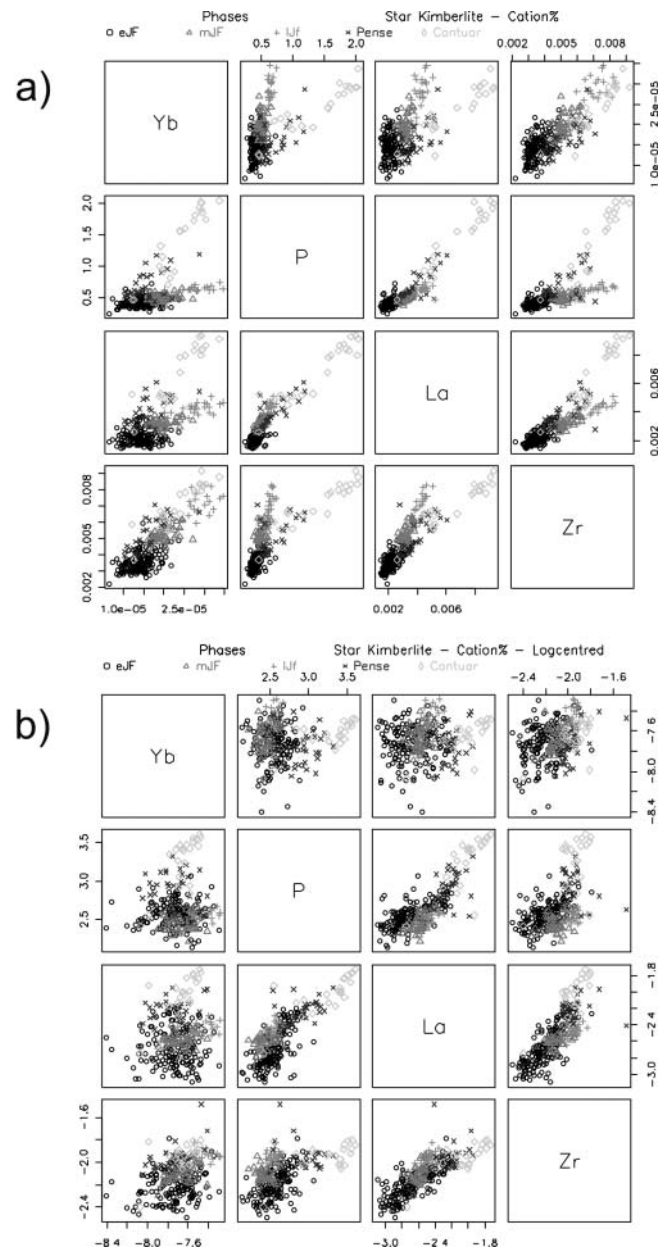 a)
Phases Star Kimberlite - Cation%
eJF mJF lJf Pense Contuar
0.5 1.0 1.5 2.0 0.002 0.005 0.008
Yb
1.0e-05 2.5e-05
0.5 1.0 1.5 2.0
P
La
0.002 0.006
0.002 0.005 0.008
Zr
1.0e-05 2.5e-05 0.002 0.006
b)
Phases Star Kimberlite - Cation% - Logcentred
eJF mJF lJf Pense Contuar
2.5 3.0 3.5 -2.4 -2.0 -1.6
Yb
-8.4 -8.0 -7.6
2.5 3.0 3.5
P
La
-3.0 -2.4 -1.8
-2.4 -2.0 -1.6
Zr
-8.4 -8.0 -7.6 -3.0 -2.4 -1.8